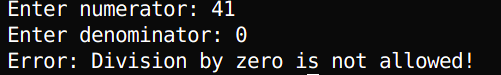 Enter numerator: 41
Enter denominator: 0
Error: Division by zero is not allowed!